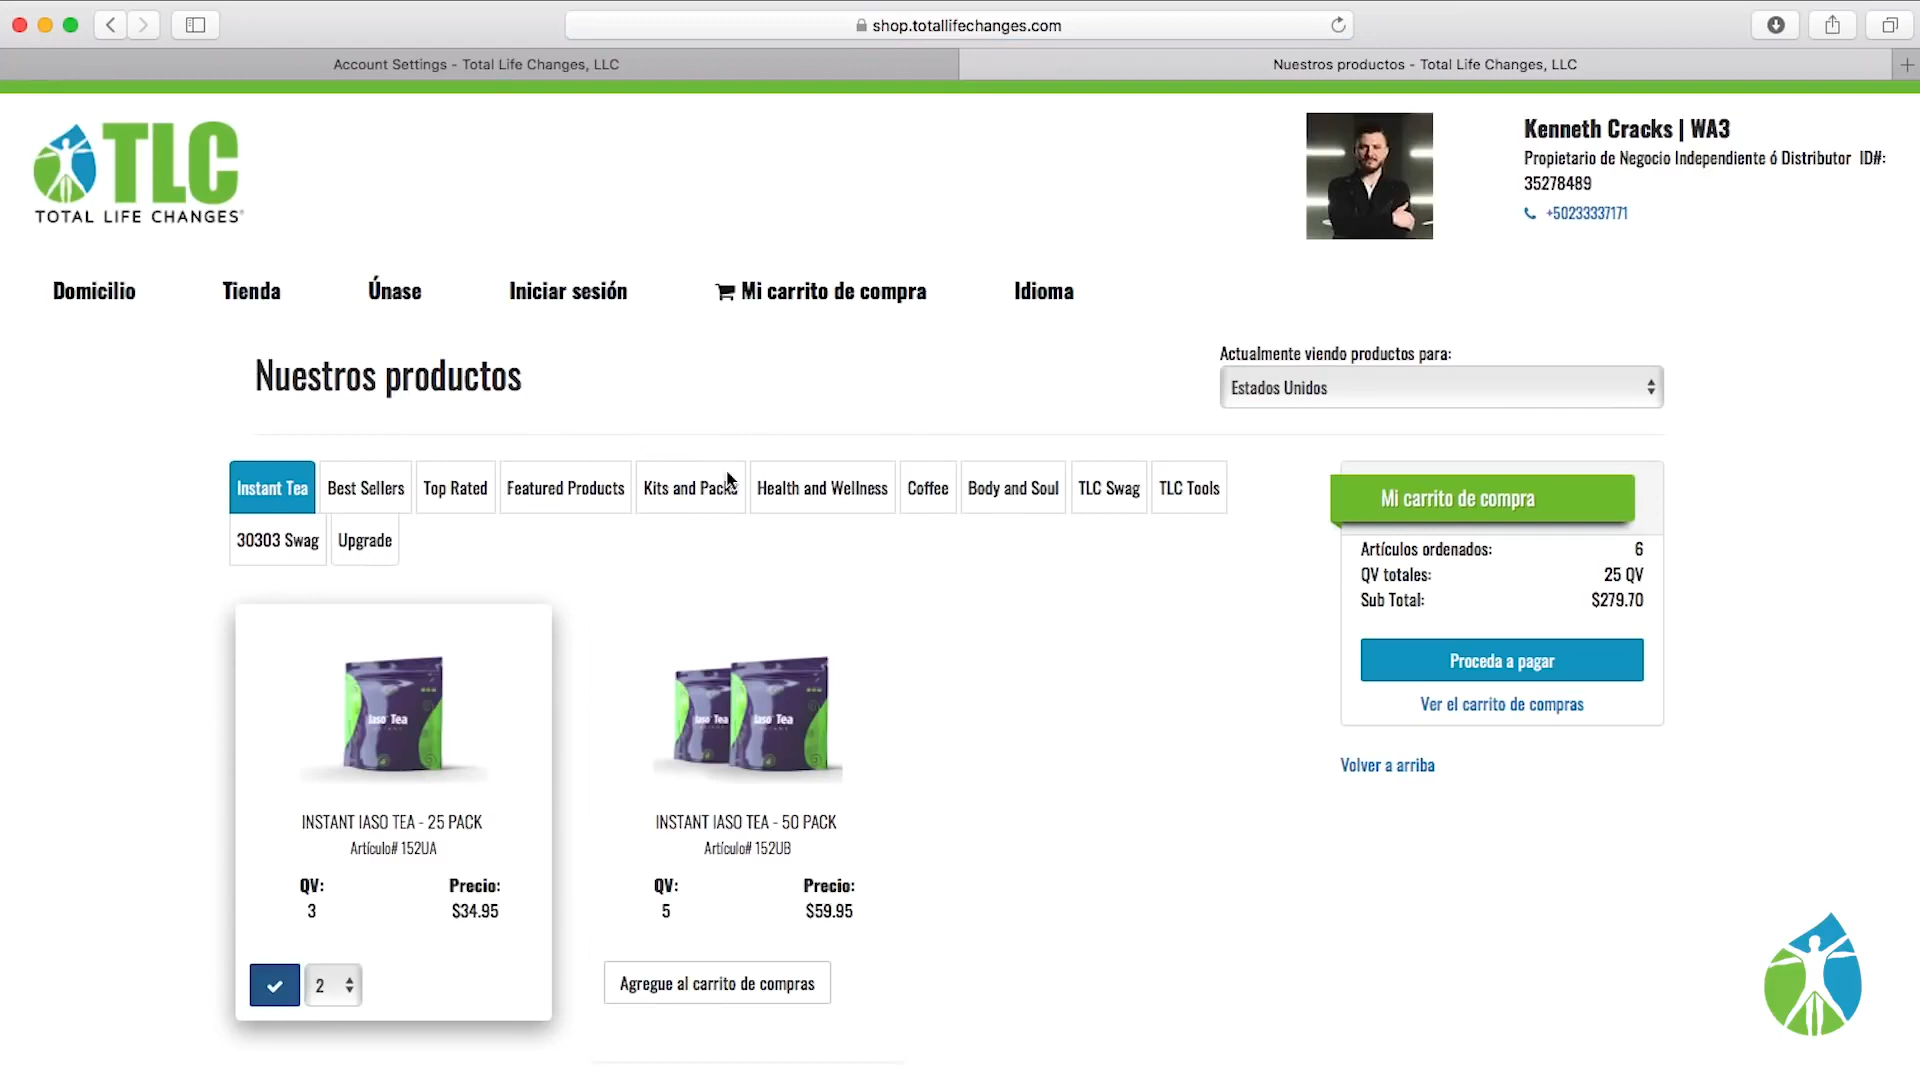 shop.totallifechanges.com
Account Settings - Total Life Changes, LLC
Nuestros productos - Total Life Changes, LLC
TLC
TOTAL LIFE CHANGES®
Kenneth Cracks | WA3
Propietario de Negocio Independiente ó Distributor ID#:
35278489
+50233337171
Domicilio
Tienda
Únase
Iniciar sesión
Mi carrito de compra
Idioma
Nuestros productos
Actualmente viendo productos para:
Estados Unidos
Instant Tea
Best Sellers
Top Rated
Featured Products
Kits and Packs
Health and Wellness
Coffee
Body and Soul
TLC Swag
TLC Tools
30303 Swag
Upgrade
Mi carrito de compra
Artículos ordenados: 6
QV totales: 25 QV
Sub Total: $279.70
Proceda a pagar
Ver el carrito de compras
Volver a arriba
Iaso Tea
Iaso Tea
Iaso Tea
INSTANT IASO TEA - 25 PACK
Artículo# 152UA
QV: Precio:
3 $34.95
2
INSTANT IASO TEA - 50 PACK
Artículo# 152UB
QV: Precio:
5 $59.95
Agregue al carrito de compras